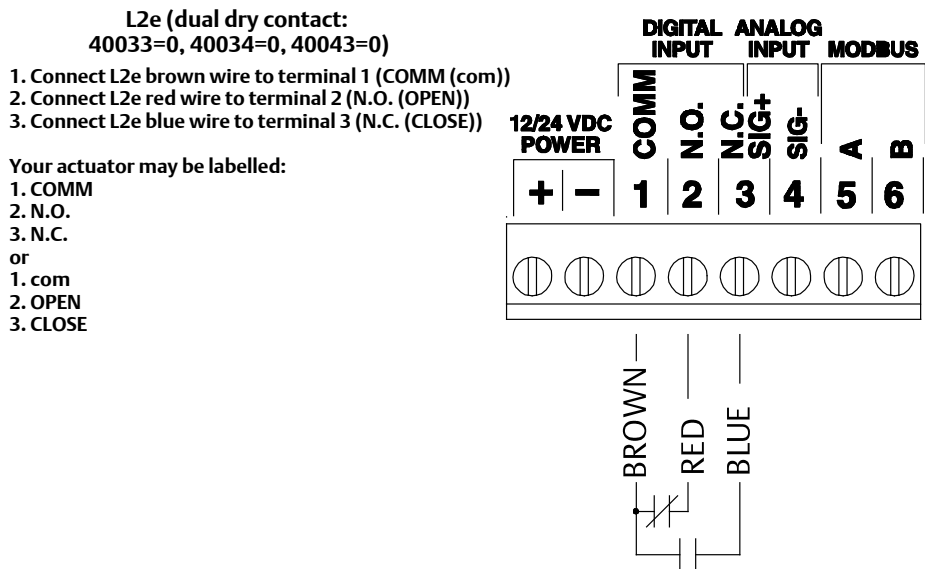 L2e (dual dry contact:
40033=0, 40034=0, 40043=0)
1. Connect L2e brown wire to terminal 1 (COMM (com))
2. Connect L2e red wire to terminal 2 (N.O. (OPEN))
3. Connect L2e blue wire to terminal 3 (N.C. (CLOSE))
Your actuator may be labelled:
1. COMM
2. N.O.
3. N.C.
or
1. com
2. OPEN
3. CLOSE
DIGITAL INPUT
ANALOG INPUT
MODBUS
12/24 VDC
POWER
COMM
N.O.
N.C.
SIG+
SIG-
A
B
+ - 1 2 3 4 5 6
BROWN
RED
BLUE